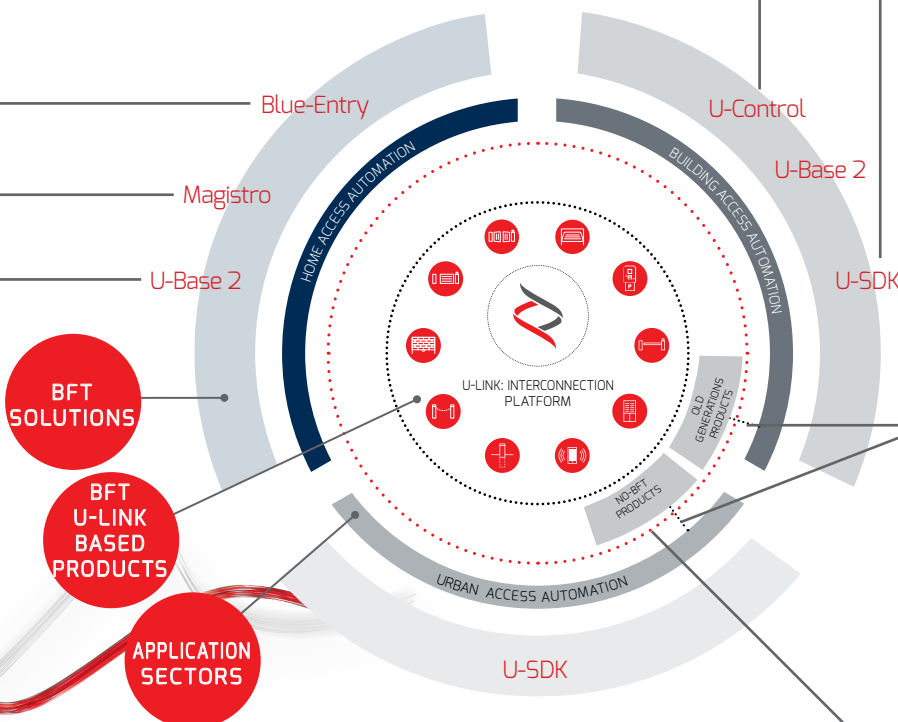 Blue-Entry
Magistro
U-Base 2
U-Control
U-Base 2
U-SDK
HOME ACCESS AUTOMATION
BUILDING ACCESS AUTOMATION
U-LINK: INTERCONNECTION
PLATFORM
OLD
GENERATIONS
PRODUCTS
NO-BFT
PRODUCTS
URBAN ACCESS AUTOMATION
U-SDK
BFT
SOLUTIONS
BFT
U-LINK
BASED
PRODUCTS
APPLICATION
SECTORS